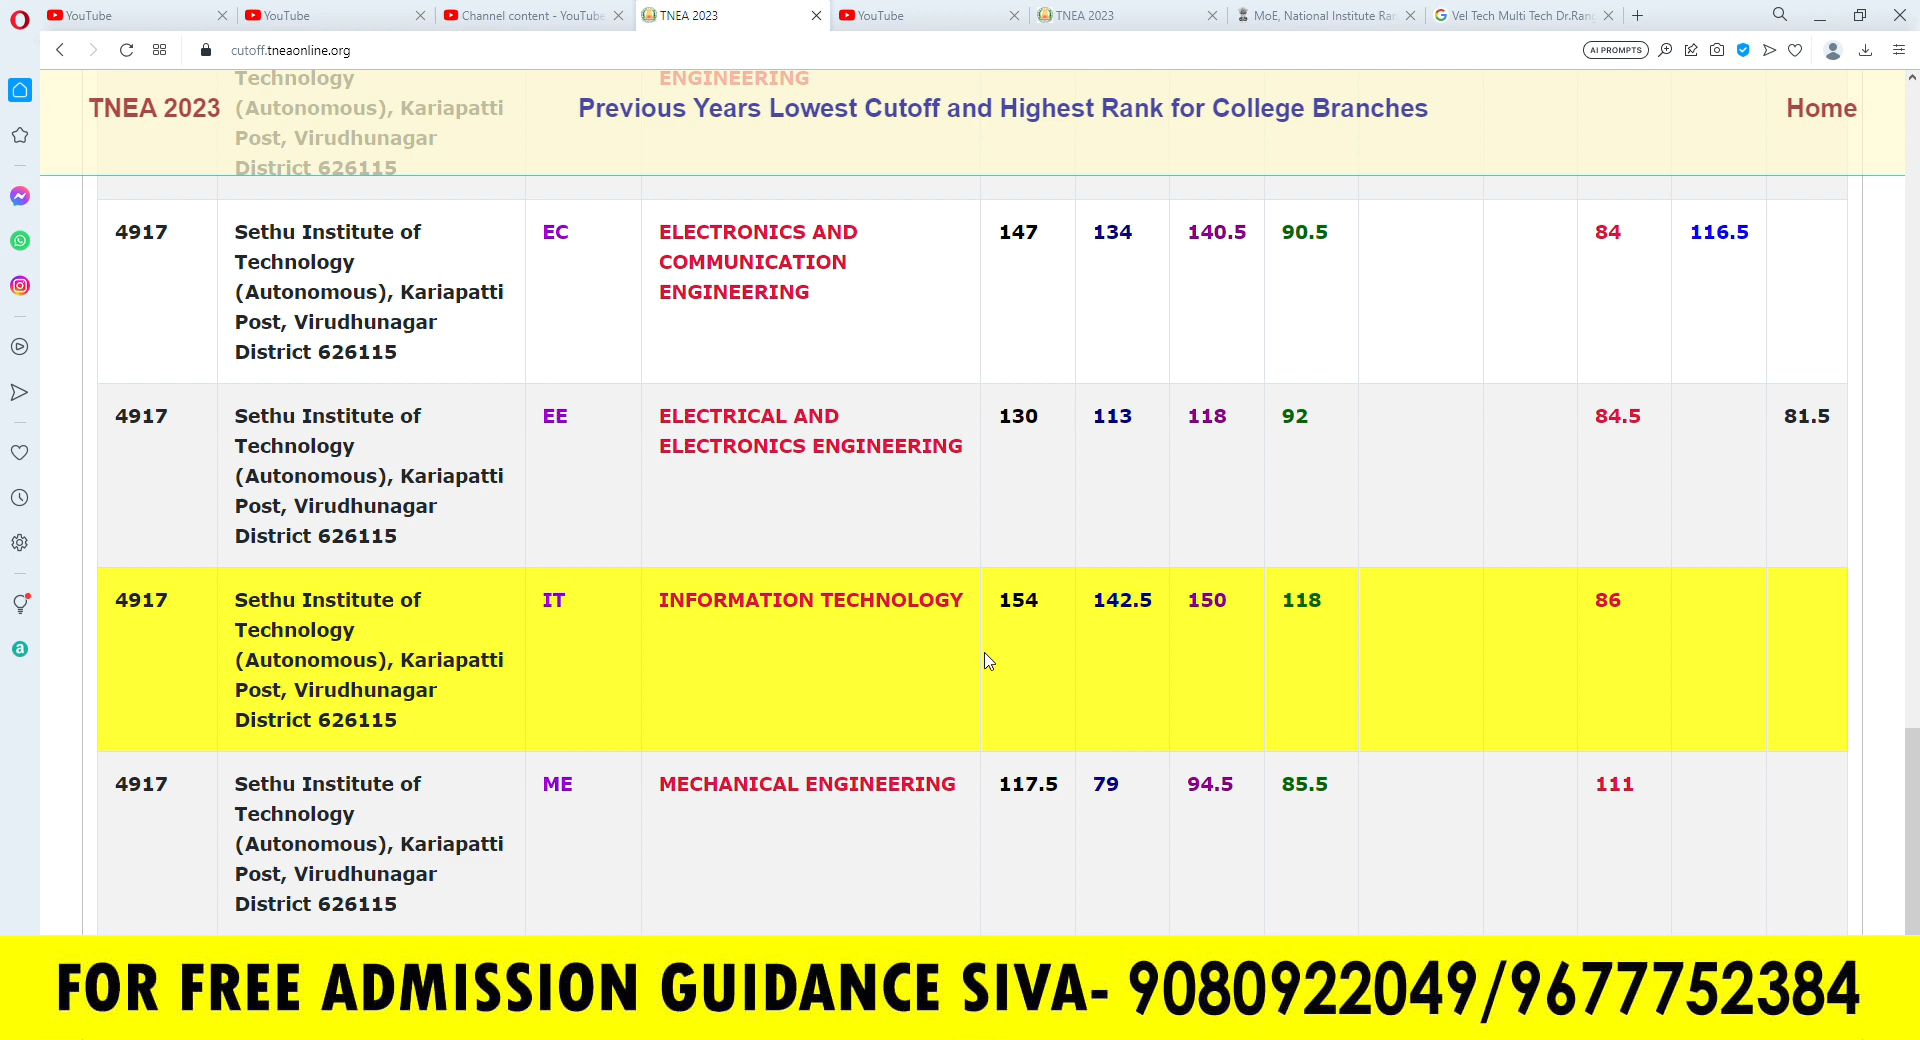 YouTube
YouTube
Channel content - YouTube
TNEA 2023
YouTube
TNEA 2023
MoE, National Institute Ran
Vel Tech Multi Tech Dr.Rang
cutoff.tneaonline.org
AI PROMPTS
Technology
(Autonomous), Kariapatti
Post, Virudhunagar
District 626115
ENGINEERING
TNEA 2023
Previous Years Lowest Cutoff and Highest Rank for College Branches
Home
4917
Sethu Institute of
Technology
(Autonomous), Kariapatti
Post, Virudhunagar
District 626115
EC
ELECTRONICS AND
COMMUNICATION
ENGINEERING
147 134 140.5 90.5 84 116.5
4917
Sethu Institute of
Technology
(Autonomous), Kariapatti
Post, Virudhunagar
District 626115
EE
ELECTRICAL AND
ELECTRONICS ENGINEERING
130 113 118 92 84.5 81.5
4917
Sethu Institute of
Technology
(Autonomous), Kariapatti
Post, Virudhunagar
District 626115
IT
INFORMATION TECHNOLOGY
154 142.5 150 118 86
4917
Sethu Institute of
Technology
(Autonomous), Kariapatti
Post, Virudhunagar
District 626115
ME
MECHANICAL ENGINEERING
117.5 79 94.5 85.5 111
FOR FREE ADMISSION GUIDANCE SIVA- 9080922049/9677752384